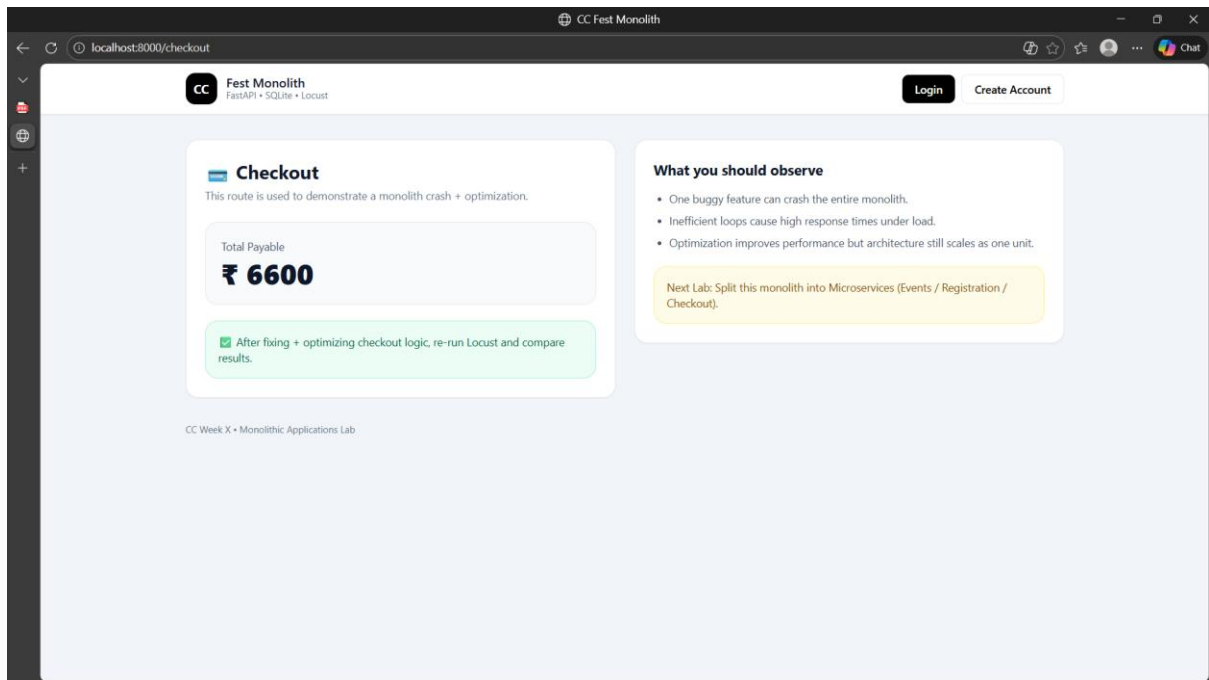 CC Fest Monolith
localhost:8000/checkout
Chat
CC
Fest Monolith
FastAPI • SQLite • Locust
Login
Create Account
Checkout
This route is used to demonstrate a monolith crash + optimization.
Total Payable
₹ 6600
✅ After fixing + optimizing checkout logic, re-run Locust and compare
results.
What you should observe
• One buggy feature can crash the entire monolith.
• Inefficient loops cause high response times under load.
• Optimization improves performance but architecture still scales as one unit.
Next Lab: Split this monolith into Microservices (Events / Registration /
Checkout).
CC Week X • Monolithic Applications Lab